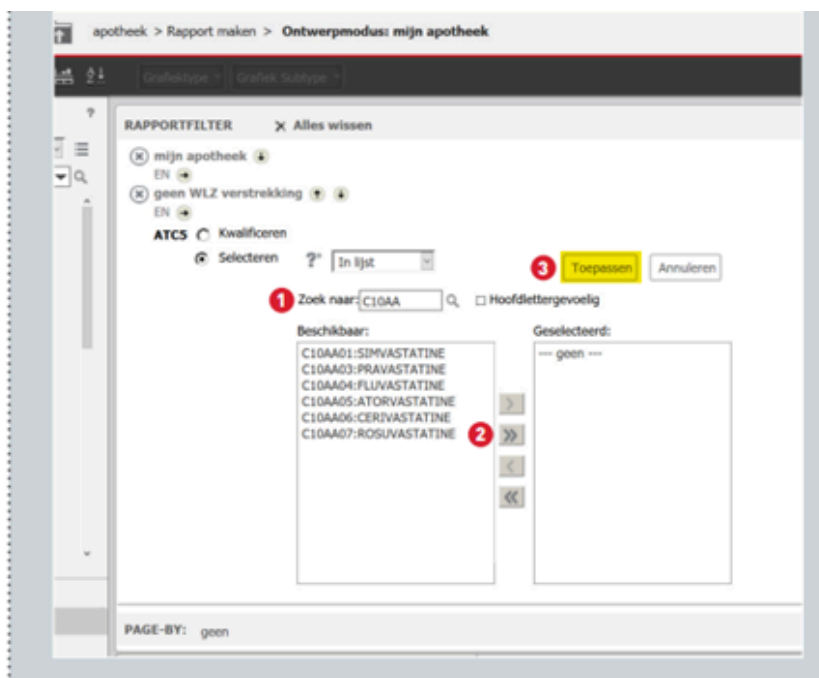 apotheek > Rapport maken > Ontwerpmodus: mijn apotheek
Grafiektype Grafiek Subtype
?
RAPPORTFILTER Alles wissen
mijn apotheek
EN
geen WLZ verstrekking
EN
ATC5 Kwalificeren
Selecteren ? In lijst
3 Toepassen Annuleren
1 Zoek naar: C10AA Hoofdlettergevoelig
Beschikbaar: Geselecteerd:
C10AA01:SIMVASTATINE --- geen ---
C10AA03:PRAVASTATINE
C10AA04:FLUVASTATINE
C10AA05:ATORVASTATINE
C10AA06:CERIVASTATINE
C10AA07:ROSUVASTATINE 2
PAGE-BY: geen